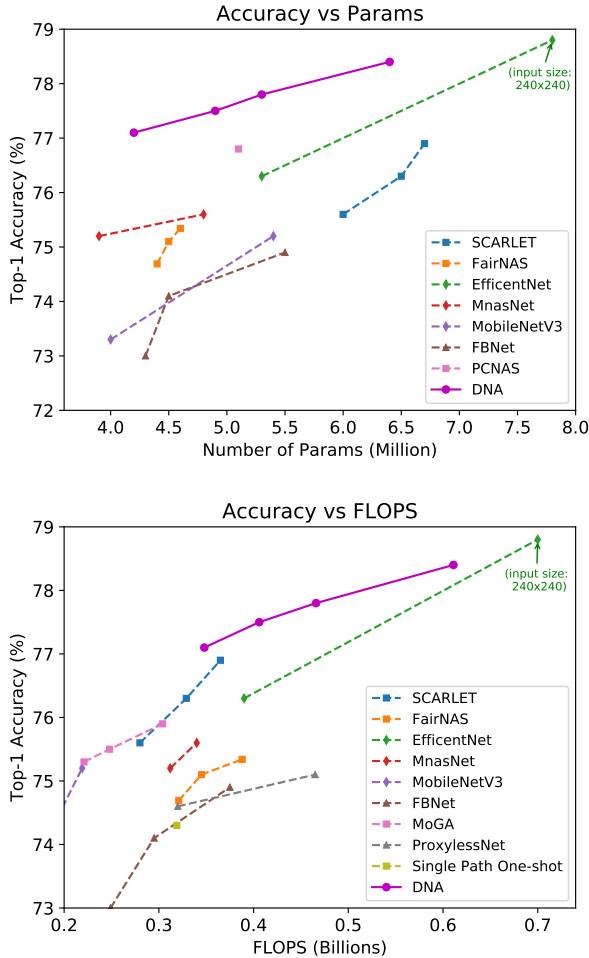 Accuracy vs Params
79
78
77
76
75
74
73
72
Top-1 Accuracy (%)
(input size:
240x240)
SCARLET
FairNAS
EfficentNet
MnasNet
MobileNetV3
FBNet
PCNAS
DNA
4.0 4.5 5.0 5.5 6.0 6.5 7.0 7.5 8.0
Number of Params (Million)
Accuracy vs FLOPS
79
78
77
76
75
74
73
Top-1 Accuracy (%)
(input size:
240x240)
SCARLET
FairNAS
EfficentNet
MnasNet
MobileNetV3
FBNet
MoGA
ProxylessNet
Single Path One-shot
DNA
0.2 0.3 0.4 0.5 0.6 0.7
FLOPS (Billions)